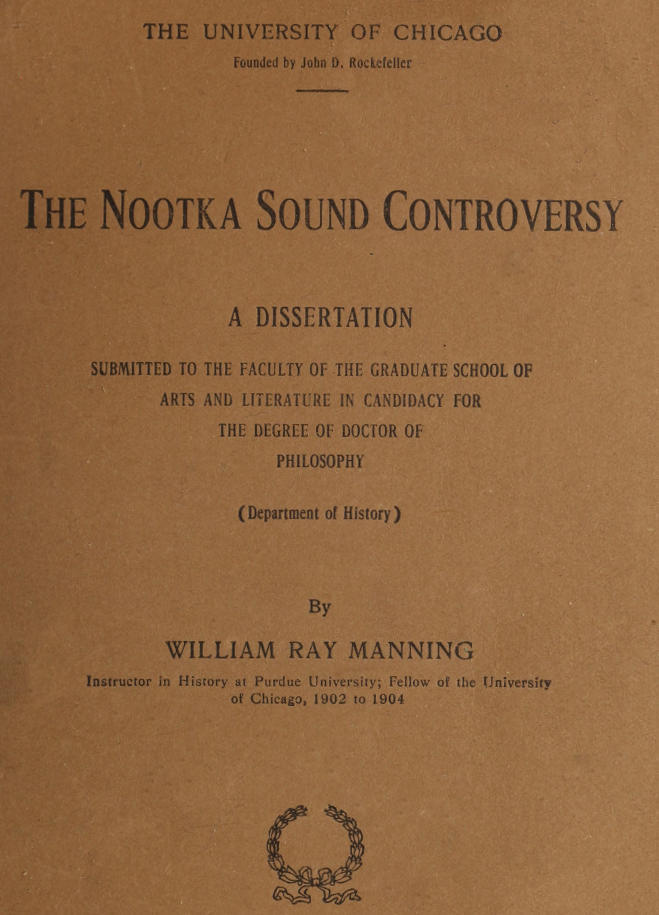 THE UNIVERSITY OF CHICAGO
Founded by John D. Rockefeller
THE NOOTKA SOUND CONTROVERSY
A DISSERTATION
SUBMITTED TO THE FACULTY OF THE GRADUATE SCHOOL OF
ARTS AND LITERATURE IN CANDIDACY FOR
THE DEGREE OF DOCTOR OF
PHILOSOPHY
(Department of History)
By
WILLIAM RAY MANNING
Instructor in History at Purdue University; Fellow of the University
of Chicago, 1902 to 1904